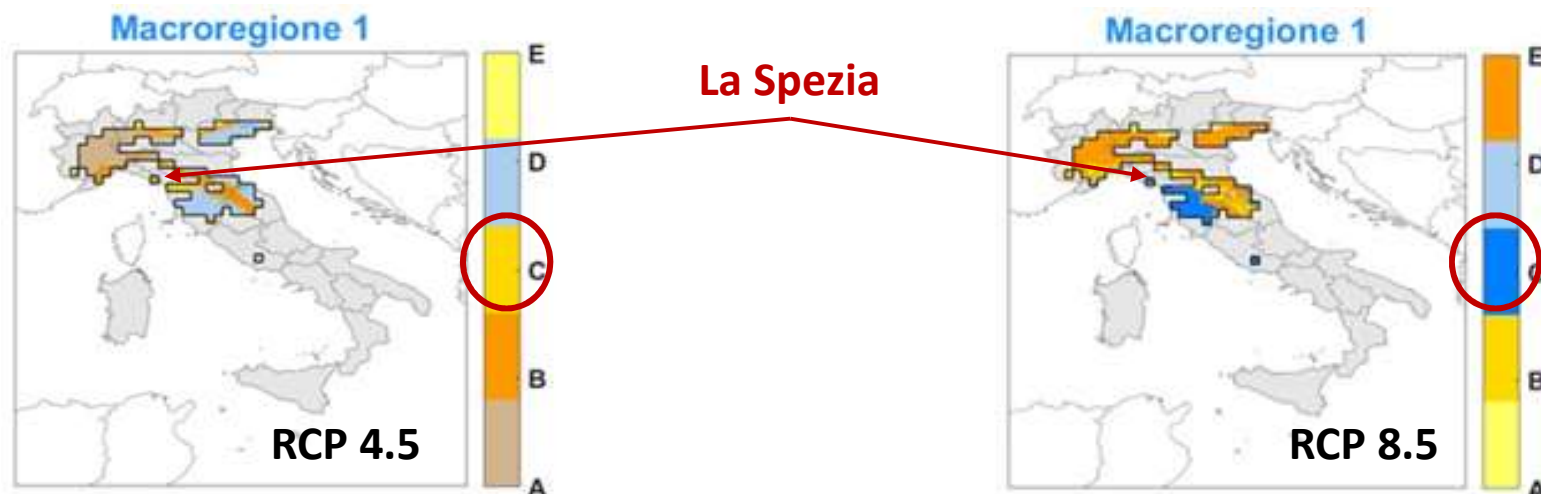 Macroregione 1
E
D
C
B
A
RCP 4.5
La Spezia
Macroregione 1
E
D
C
B
A
RCP 8.5